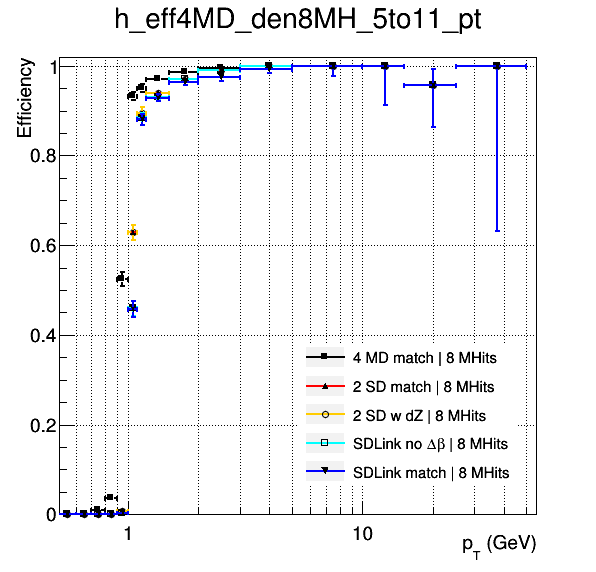 h_eff4MD_den8MH_5to11_pt
Efficiency
1
0.8
0.6
0.4
0.2
0
4 MD match | 8 MHits
2 SD match | 8 MHits
2 SD w dZ | 8 MHits
SDLink no Δβ | 8 MHits
SDLink match | 8 MHits
1 10
p_T (GeV)